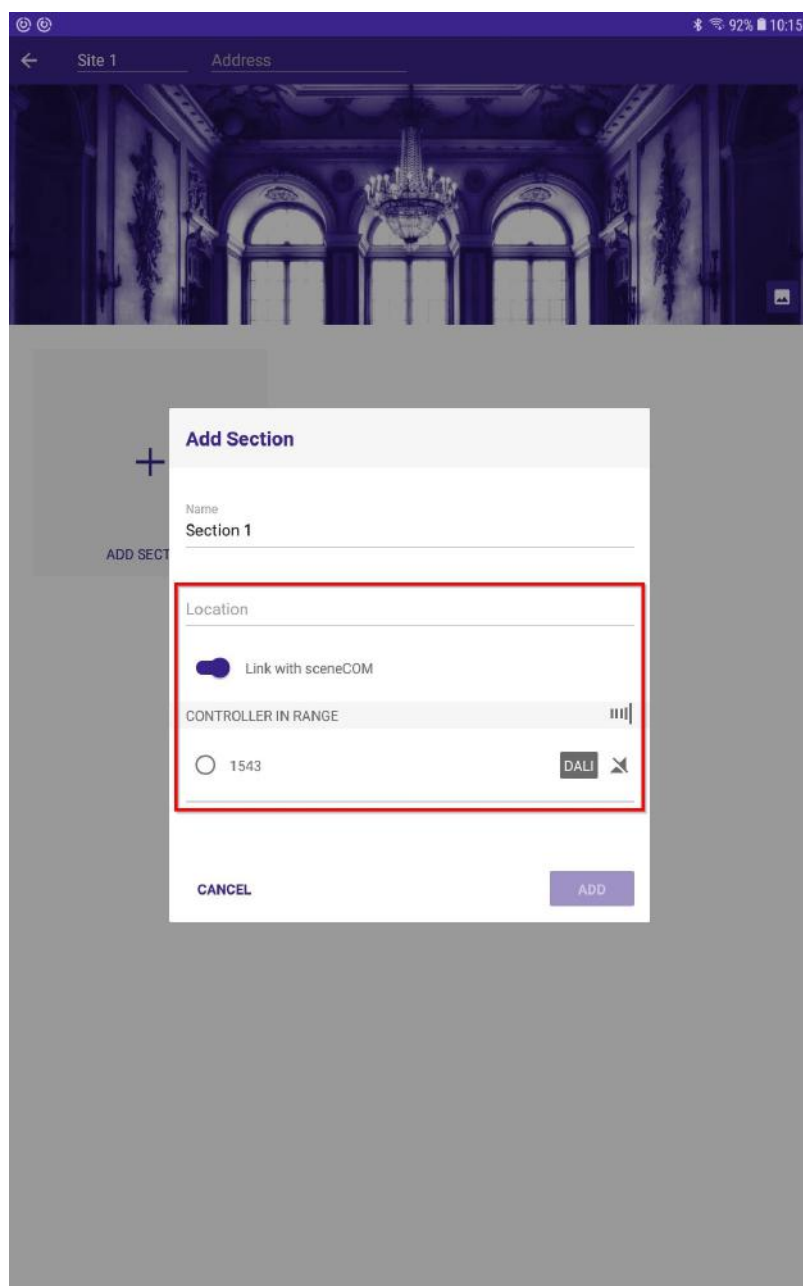 92% 10:15
Site 1 Address
Add Section
Name
Section 1
ADD SECT
Location
Link with sceneCOM
CONTROLLER IN RANGE
1543 DALI
CANCEL ADD